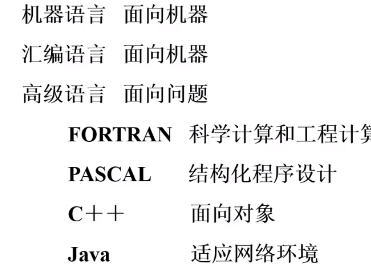 机器语言 面向机器
汇编语言 面向机器
高级语言 面向问题
FORTRAN 科学计算和工程计算
PASCAL 结构化程序设计
C＋＋ 面向对象
Java 适应网络环境